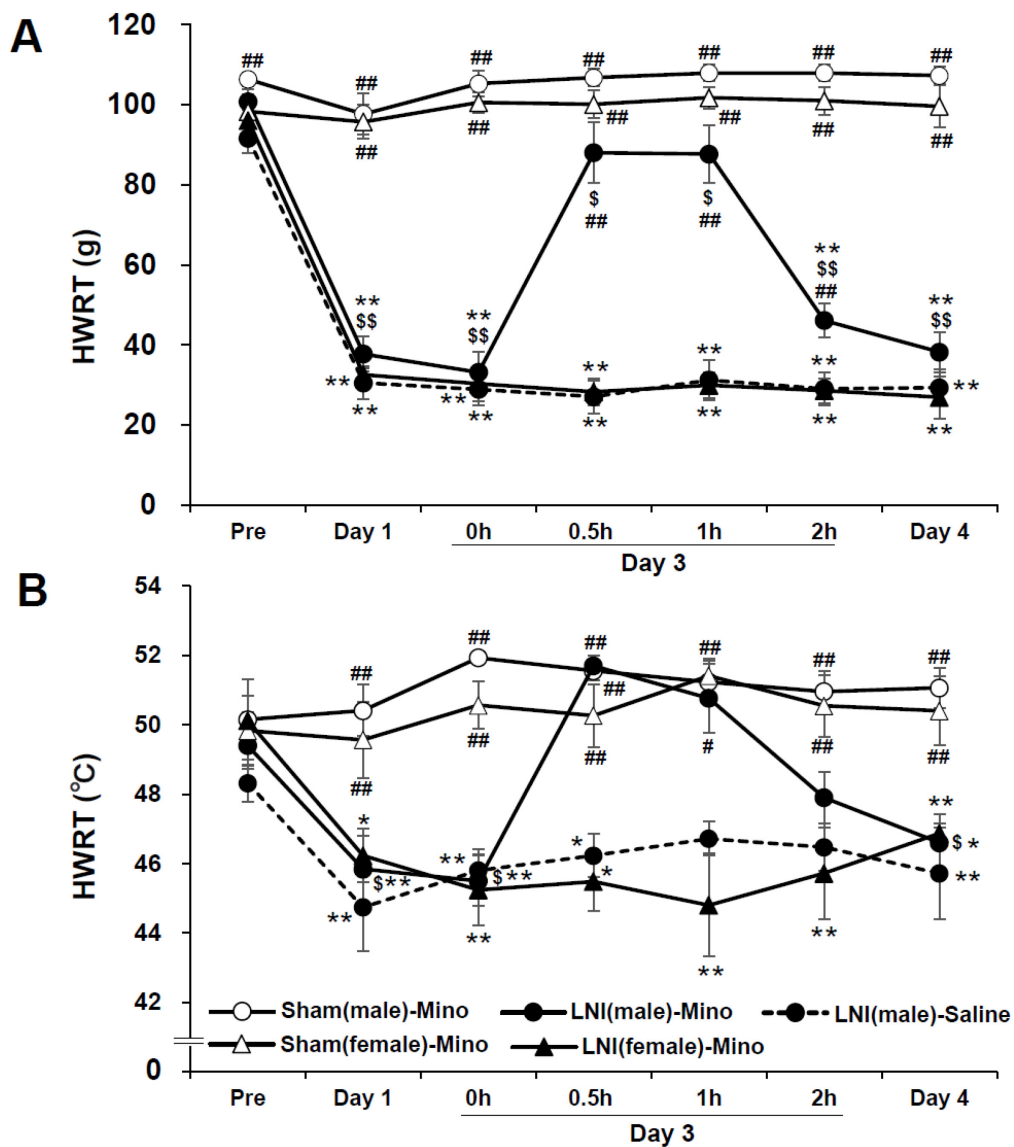 A
HWRT (g)
120
100
80
60
40
20
0
## ## ## ## ## ## ##
## ## ## ## ## ##
$ $
## ##
**
$$
##
** ** **
$$ $$ $$
** ** **
** ** **
** ** ** ** ** **
Pre Day 1 0h 0.5h 1h 2h Day 4
Day 3
B
HWRT (℃)
54
52
50
48
46
44
42
0
## ## ## ## ## ##
##
## ## ## # ## ##
* ** * **
$** $** * $*
** ** ** ** **
Sham(male)-Mino LNI(male)-Mino LNI(male)-Saline
Sham(female)-Mino LNI(female)-Mino
Pre Day 1 0h 0.5h 1h 2h Day 4
Day 3